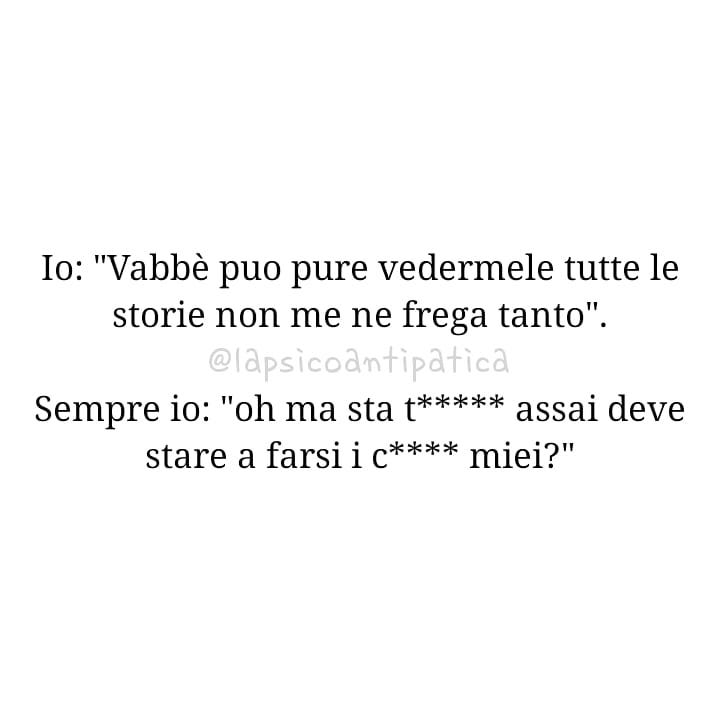 Io: "Vabbè puo pure vedermele tutte le
storie non me ne frega tanto".
@lapsicoantipatica
Sempre io: "oh ma sta t***** assai deve
stare a farsi i c**** miei?"